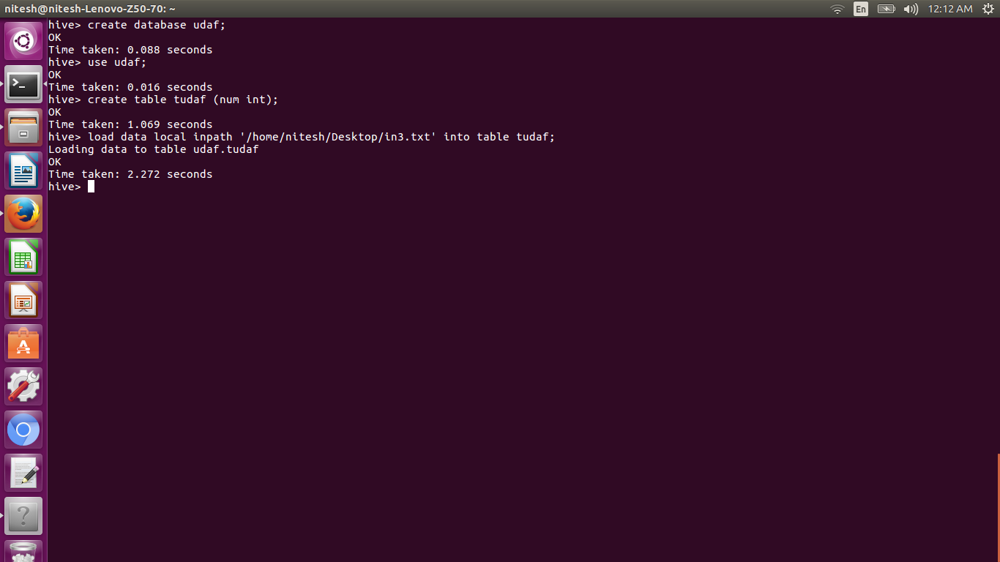 nitesh@nitesh-Lenovo-Z50-70: ~
En
12:12 AM
hive> create database udaf;
OK
Time taken: 0.088 seconds
hive> use udaf;
OK
Time taken: 0.016 seconds
hive> create table tudaf (num int);
OK
Time taken: 1.069 seconds
hive> load data local inpath '/home/nitesh/Desktop/in3.txt' into table tudaf;
Loading data to table udaf.tudaf
OK
Time taken: 2.272 seconds
hive>